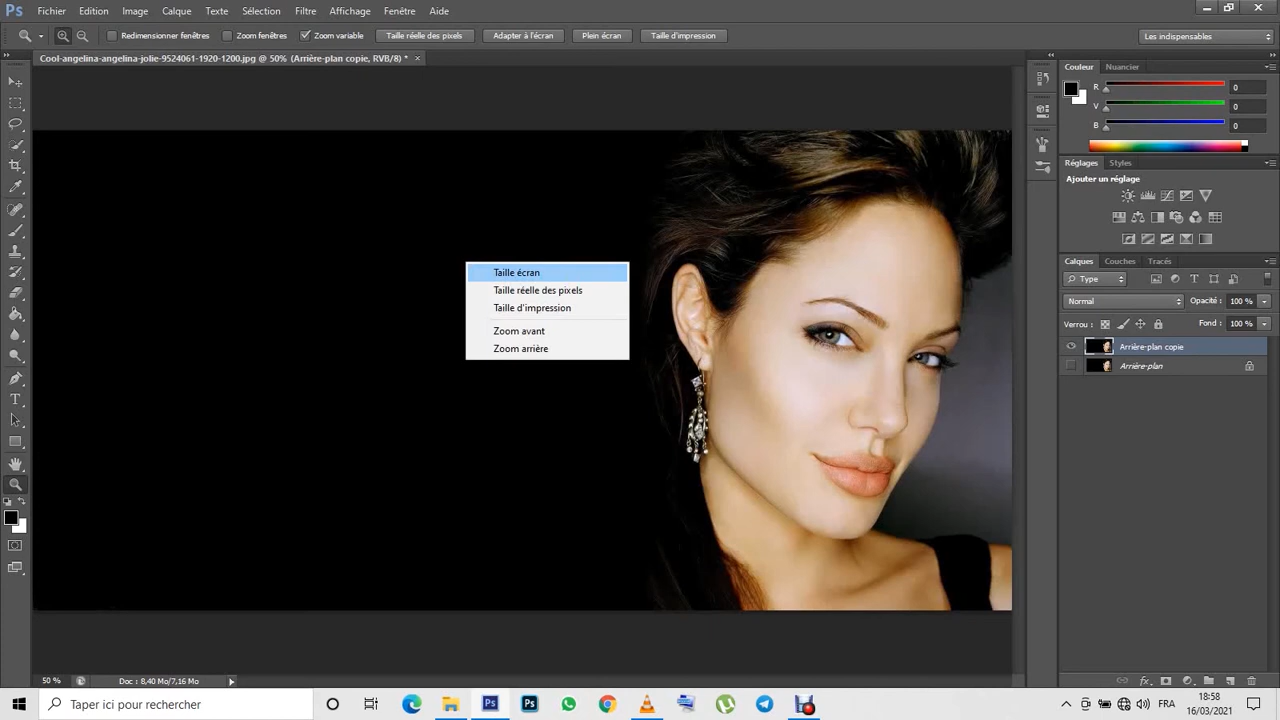 Ps Fichier Edition Image Calque Texte Sélection Filtre Affichage Fenêtre Aide
Redimensionner fenêtres Zoom fenêtres Zoom variable Taille réelle des pixels Adapter à l'écran Plein écran Taille d'impression Les indispensables
Cool-angelina-angelina-jolie-9524061-1920-1200.jpg @ 50% (Arrière-plan copie, RVB/8) * ×
Couleur Nuancier
R 0
V 0
B 0
Réglages Styles
Ajouter un réglage
Calques Couches Tracés
Type
Normal Opacité : 100 %
Verrou : Fond : 100 %
Arrière-plan copie
Arrière-plan
Taille écran
Taille réelle des pixels
Taille d'impression
Zoom avant
Zoom arrière
T
fx
50 % Doc : 8,40 Mo/7,16 Mo
Taper ici pour rechercher
Ps Ps
FRA
18:58
16/03/2021